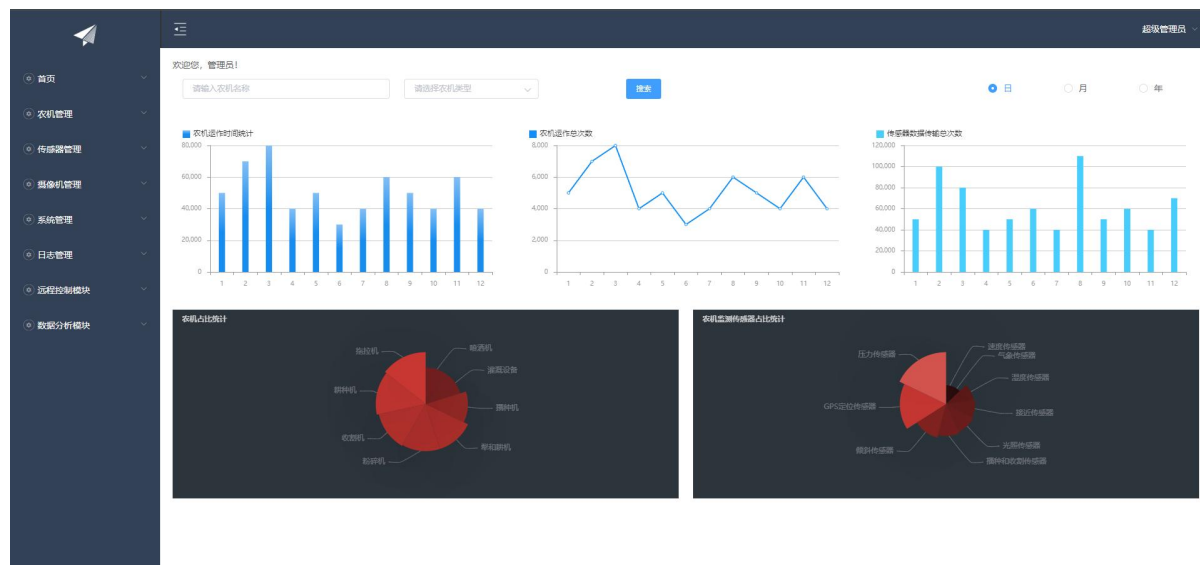 超级管理员
首页
农机管理
传感器管理
摄像机管理
系统管理
日志管理
远程控制模块
数据分析模块
欢迎您, 管理员!
请输入农机名称
请选择农机类型
搜索
日
月
年
农机运作时间统计
80,000
60,000
40,000
20,000
0
1 2 3 4 5 6 7 8 9 10 11 12
农机运作总次数
8,000
6,000
4,000
2,000
0
1 2 3 4 5 6 7 8 9 10 11 12
传感器数据传输总次数
120,000
100,000
80,000
60,000
40,000
20,000
0
1 2 3 4 5 6 7 8 9 10 11 12
农机占比统计
拖拉机
喷洒机
灌溉设备
耕种机
播种机
收割机
旱和耕机
粉碎机
农机监测传感器占比统计
速度传感器
气象传感器
压力传感器
湿度传感器
GPS定位传感器
接近传感器
光照传感器
倾斜传感器
播种和收割传感器